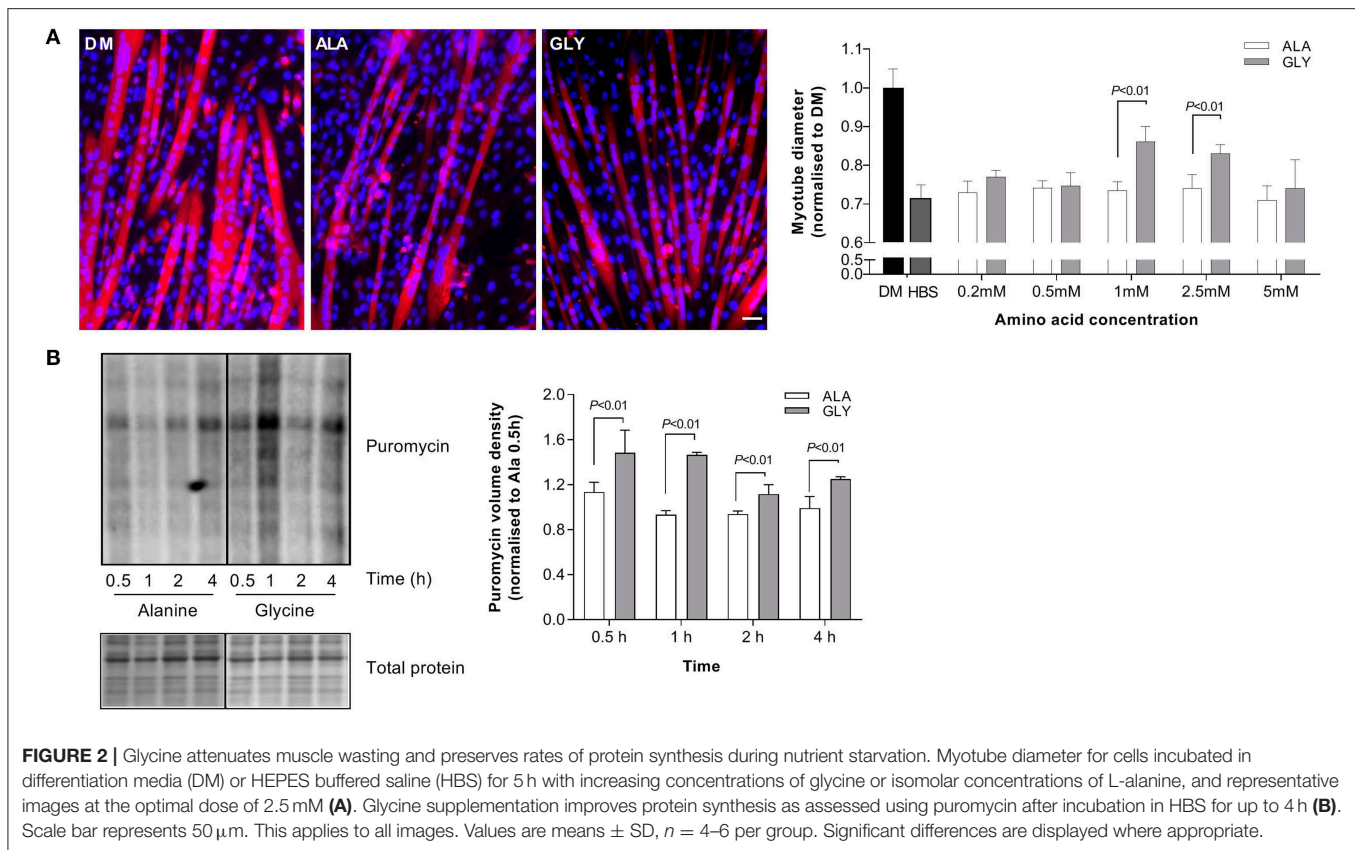 A
DM
ALA
GLY
Myotube diameter
(normalised to DM)
1.1
1.0
0.9
0.8
0.7
0.6
0.5
0.0
ALA
GLY
P<0.01
P<0.01
DM HBS 0.2mM 0.5mM 1mM 2.5mM 5mM
Amino acid concentration
B
Puromycin
0.5 1 2 4 0.5 1 2 4 Time (h)
Alanine Glycine
Total protein
Puromycin volume density
(normalised to Ala 0.5h)
2.0
1.6
1.2
0.8
0.4
0.0
ALA
GLY
P<0.01
P<0.01
P<0.01
P<0.01
0.5 h 1 h 2 h 4 h
Time
FIGURE 2 | Glycine attenuates muscle wasting and preserves rates of protein synthesis during nutrient starvation. Myotube diameter for cells incubated in
differentiation media (DM) or HEPES buffered saline (HBS) for 5 h with increasing concentrations of glycine or isomolar concentrations of L-alanine, and representative
images at the optimal dose of 2.5 mM (A). Glycine supplementation improves protein synthesis as assessed using puromycin after incubation in HBS for up to 4 h (B).
Scale bar represents 50 μm. This applies to all images. Values are means ± SD, n = 4–6 per group. Significant differences are displayed where appropriate.